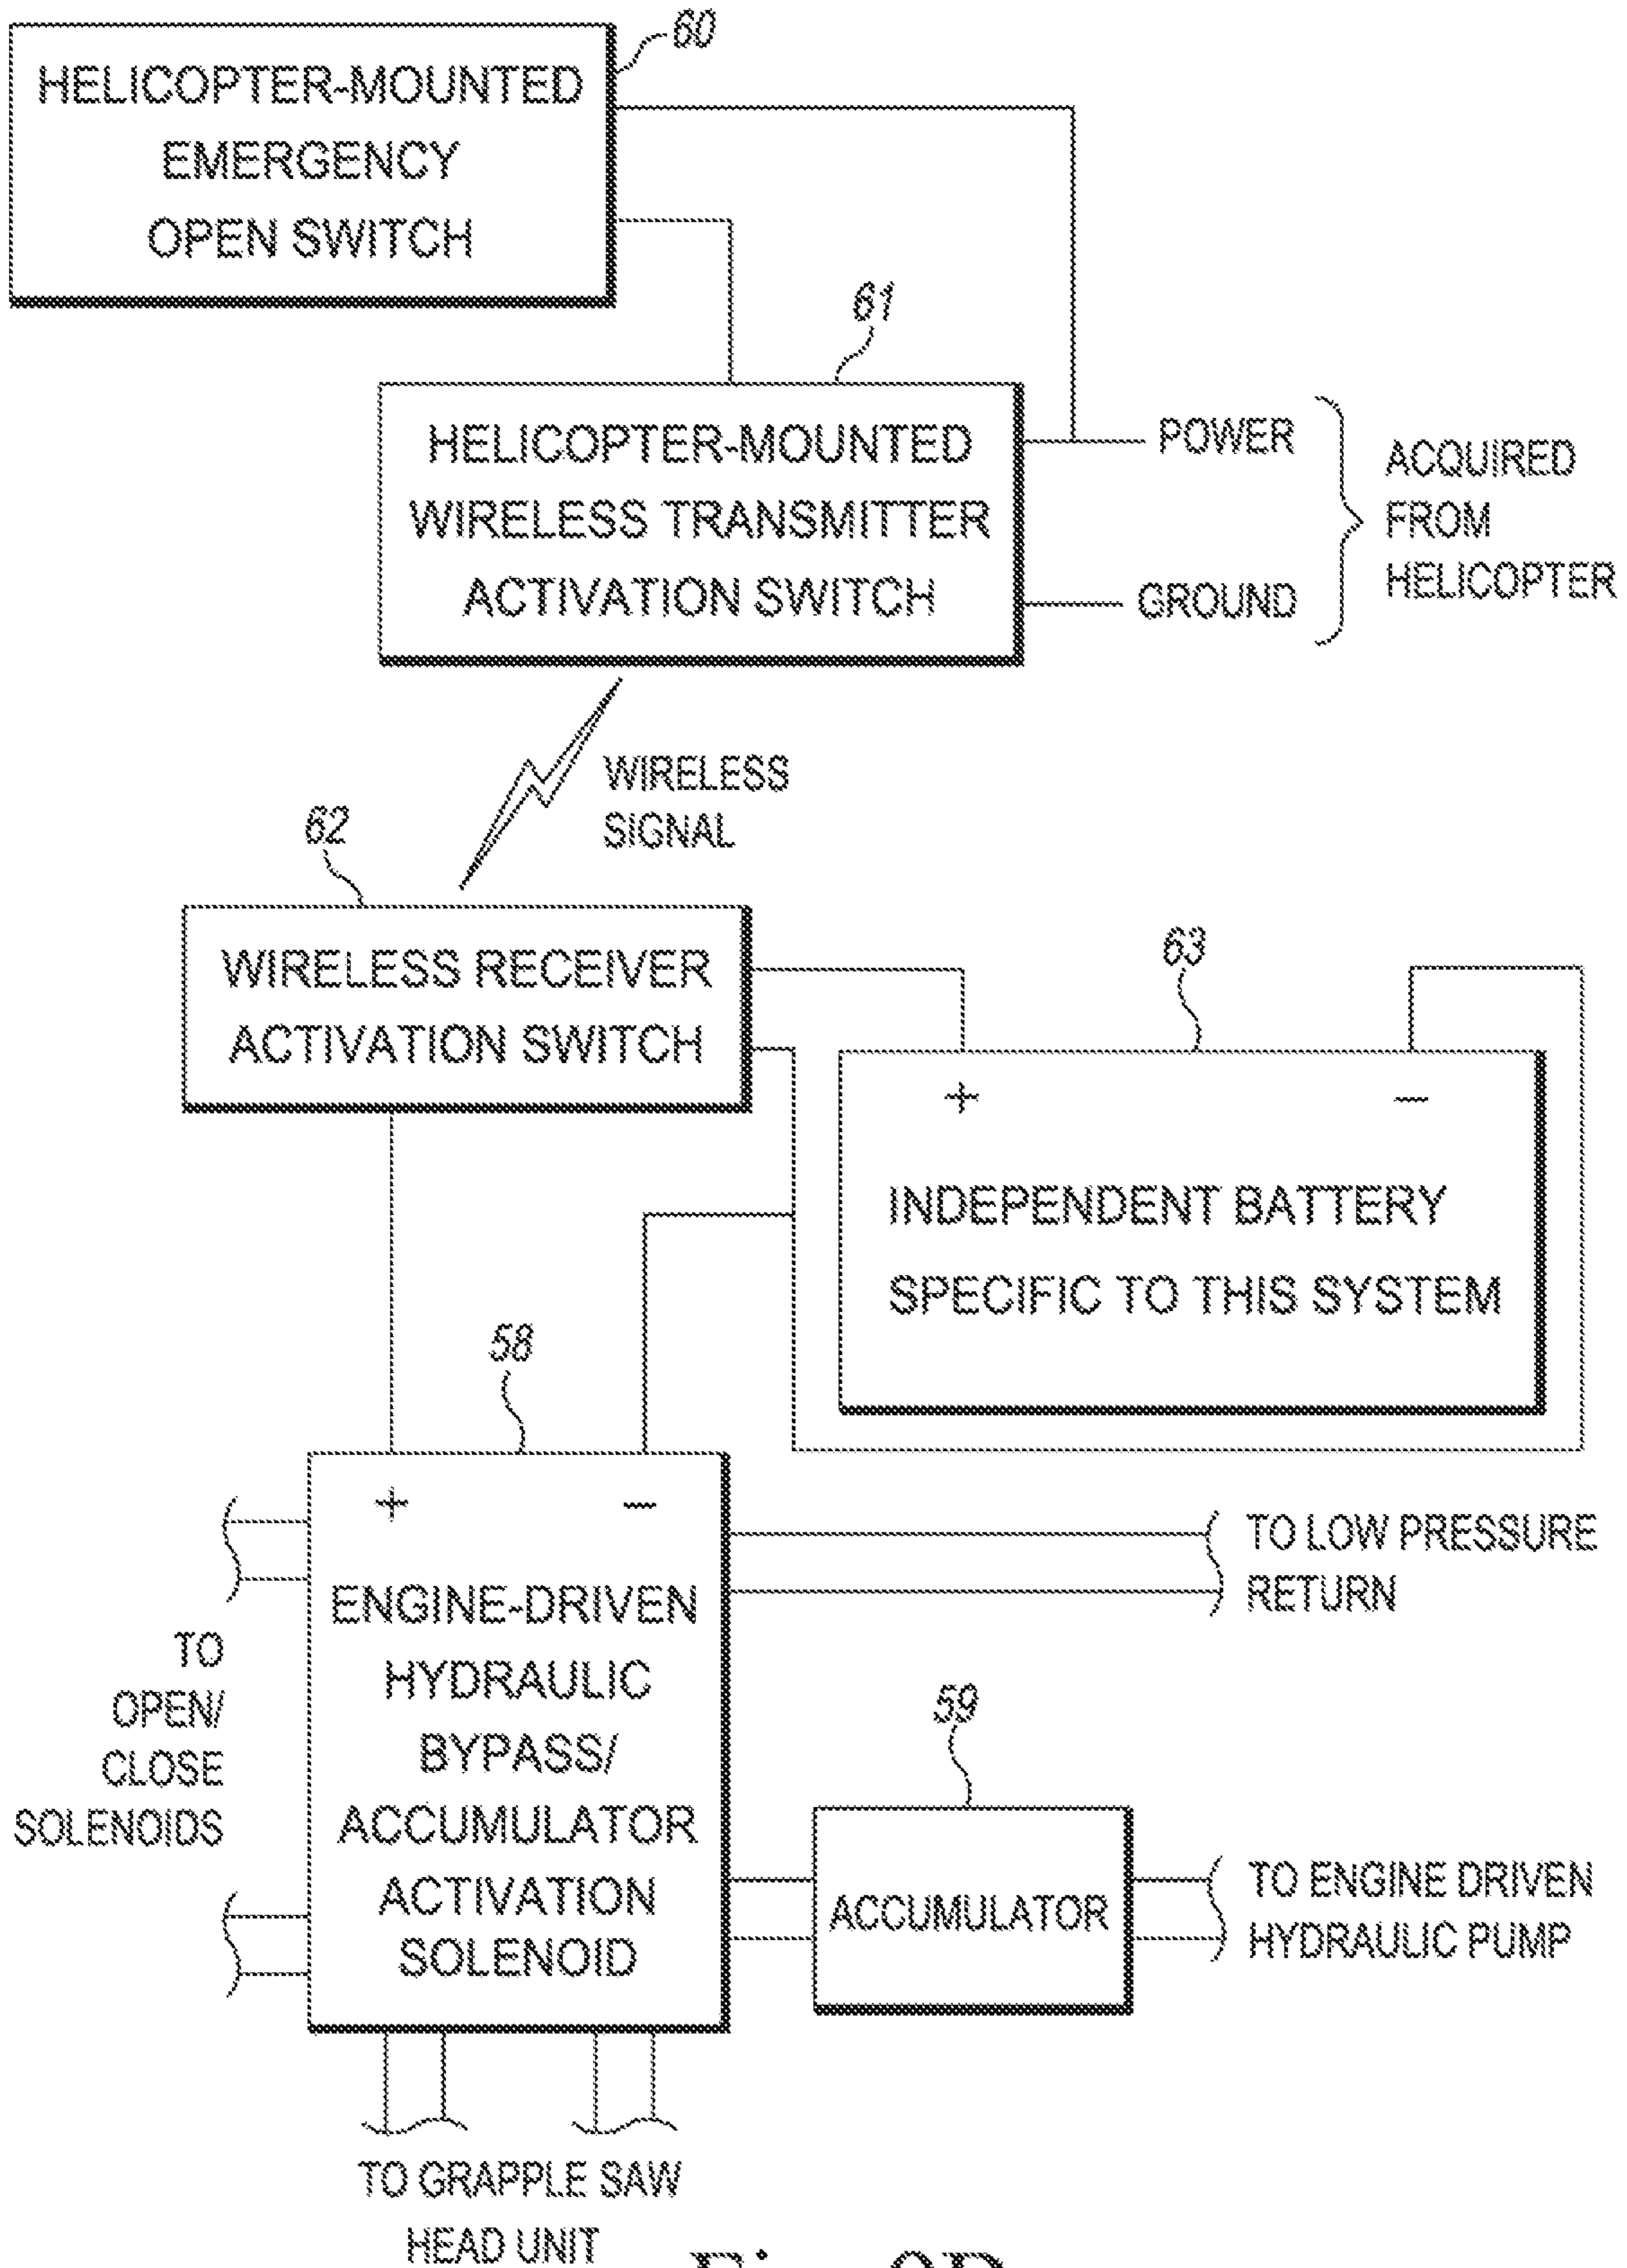 60
HELICOPTER-MOUNTED
EMERGENCY
OPEN SWITCH
61
HELICOPTER-MOUNTED
WIRELESS TRANSMITTER
ACTIVATION SWITCH
POWER
GROUND
ACQUIRED
FROM
HELICOPTER
WIRELESS
SIGNAL
62
WIRELESS RECEIVER
ACTIVATION SWITCH
63
+ −
INDEPENDENT BATTERY
SPECIFIC TO THIS SYSTEM
58
+ −
ENGINE-DRIVEN
HYDRAULIC
BYPASS/
ACCUMULATOR
ACTIVATION
SOLENOID
TO
OPEN/
CLOSE
SOLENOIDS
TO LOW PRESSURE
RETURN
59
ACCUMULATOR
TO ENGINE DRIVEN
HYDRAULIC PUMP
TO GRAPPLE SAW
HEAD UNIT